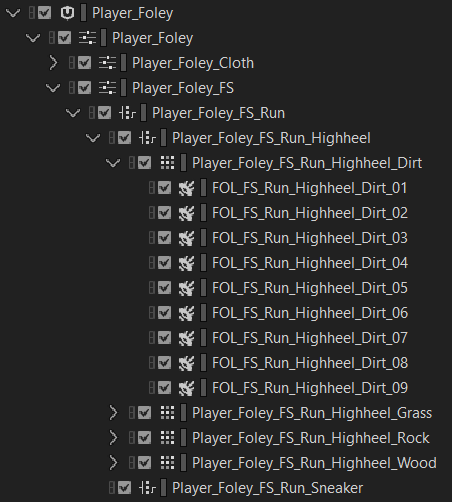 Player_Foley
Player_Foley
Player_Foley_Cloth
Player_Foley_FS
Player_Foley_FS_Run
Player_Foley_FS_Run_Highheel
Player_Foley_FS_Run_Highheel_Dirt
FOL_FS_Run_Highheel_Dirt_01
FOL_FS_Run_Highheel_Dirt_02
FOL_FS_Run_Highheel_Dirt_03
FOL_FS_Run_Highheel_Dirt_04
FOL_FS_Run_Highheel_Dirt_05
FOL_FS_Run_Highheel_Dirt_06
FOL_FS_Run_Highheel_Dirt_07
FOL_FS_Run_Highheel_Dirt_08
FOL_FS_Run_Highheel_Dirt_09
Player_Foley_FS_Run_Highheel_Grass
Player_Foley_FS_Run_Highheel_Rock
Player_Foley_FS_Run_Highheel_Wood
Player_Foley_FS_Run_Sneaker